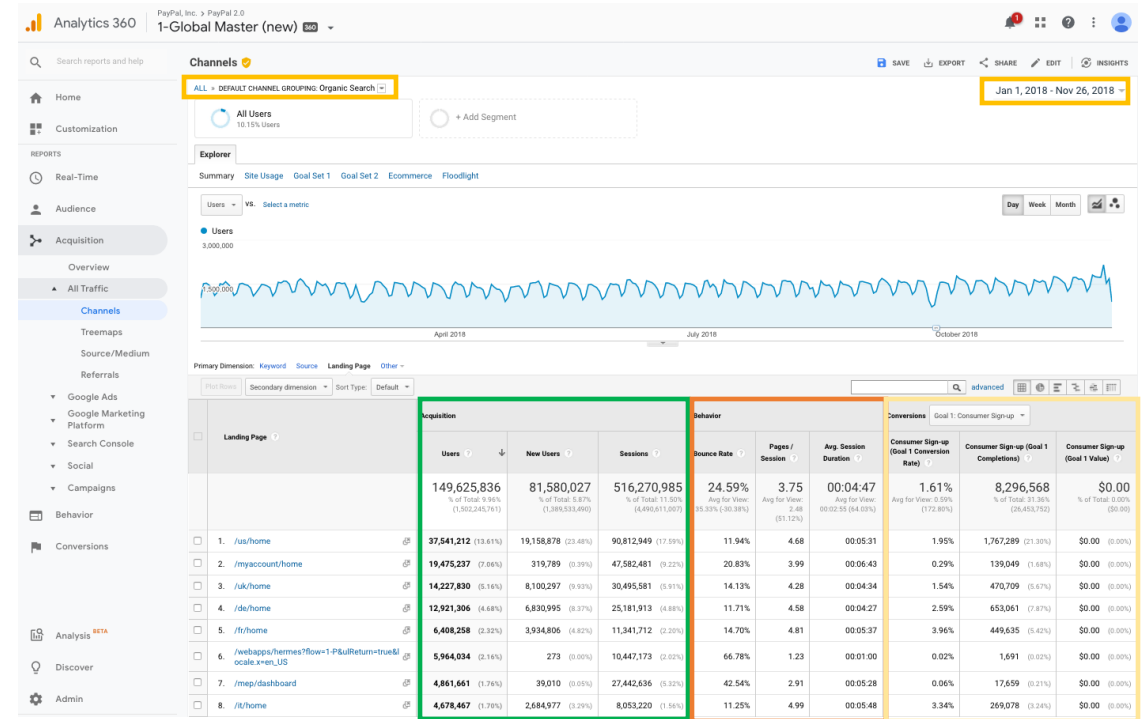 Analytics 360
PayPal, Inc. > PayPal 2.0
1-Global Master (new) 360
1
Search reports and help
Home
Customization
REPORTS
Real-Time
Audience
Acquisition
Overview
All Traffic
Channels
Treemaps
Source/Medium
Referrals
Google Ads
Google Marketing
Platform
Search Console
Social
Campaigns
Behavior
Conversions
Analysis BETA
Discover
Admin
Channels
SAVE EXPORT SHARE EDIT INSIGHTS
ALL » DEFAULT CHANNEL GROUPING: Organic Search
Jan 1, 2018 - Nov 26, 2018
All Users
10.15% Users
+ Add Segment
Explorer
Summary Site Usage Goal Set 1 Goal Set 2 Ecommerce Floodlight
Users VS. Select a metric
Day Week Month
Users
3,000,000
1,500,000
April 2018 July 2018 October 2018
Primary Dimension: Keyword Source Landing Page Other
Plot Rows Secondary dimension Sort Type: Default
advanced
Landing Page ?
Acquisition Behavior Conversions Goal 1: Consumer Sign-up
Users ? New Users ? Sessions ? Bounce Rate ? Pages / Session ? Avg. Session Duration ? Consumer Sign-up (Goal 1 Conversion Rate) ? Consumer Sign-up (Goal 1 Completions) ? Consumer Sign-up (Goal 1 Value) ?
149,625,836 81,580,027 516,270,985 24.59% 3.75 00:04:47 1.61% 8,296,568 $0.00
% of Total: 9.96% (1,502,245,761) % of Total: 5.87% (1,389,533,490) % of Total: 11.50% (4,490,611,007) Avg for View: 35.33% (-30.38%) Avg for View: 2.48 (51.12%) Avg for View: 00:02:55 (64.03%) Avg for View: 0.59% (172.80%) % of Total: 31.36% (26,453,752) % of Total: 0.00% ($0.00)
1. /us/home 37,541,212 (13.61%) 19,158,878 (23.48%) 90,812,949 (17.59%) 11.94% 4.68 00:05:31 1.95% 1,767,289 (21.30%) $0.00 (0.00%)
2. /myaccount/home 19,475,237 (7.06%) 319,789 (0.39%) 47,582,481 (9.22%) 20.83% 3.99 00:06:43 0.29% 139,049 (1.68%) $0.00 (0.00%)
3. /uk/home 14,227,830 (5.16%) 8,100,297 (9.93%) 30,495,581 (5.91%) 14.13% 4.28 00:04:34 1.54% 470,709 (5.67%) $0.00 (0.00%)
4. /de/home 12,921,306 (4.68%) 6,830,995 (8.37%) 25,181,913 (4.88%) 11.71% 4.58 00:04:27 2.59% 653,061 (7.87%) $0.00 (0.00%)
5. /fr/home 6,408,258 (2.32%) 3,934,806 (4.82%) 11,341,712 (2.20%) 14.70% 4.81 00:05:37 3.96% 449,635 (5.42%) $0.00 (0.00%)
6. /webapps/hermes?flow=1-P&ulReturn=true&l
ocale.x=en_US 5,964,034 (2.16%) 273 (0.00%) 10,447,173 (2.02%) 66.78% 1.23 00:01:00 0.02% 1,691 (0.02%) $0.00 (0.00%)
7. /mep/dashboard 4,861,661 (1.76%) 39,010 (0.05%) 27,442,636 (5.32%) 42.54% 2.91 00:05:28 0.06% 17,659 (0.21%) $0.00 (0.00%)
8. /it/home 4,678,467 (1.70%) 2,684,977 (3.29%) 8,053,220 (1.56%) 11.25% 4.99 00:05:48 3.34% 269,078 (3.24%) $0.00 (0.00%)